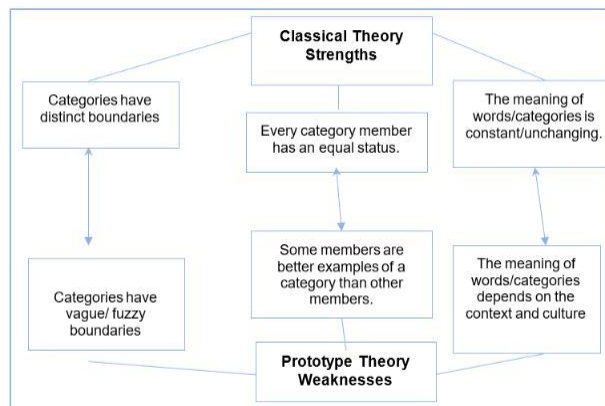 Classical Theory
Strengths
Categories have
distinct boundaries
Every category member
has an equal status.
The meaning of
words/categories is
constant/unchanging.
Categories have
vague/ fuzzy
boundaries
Some members are
better examples of a
category than other
members.
The meaning of
words/categories
depends on the
context and culture
Prototype Theory
Weaknesses